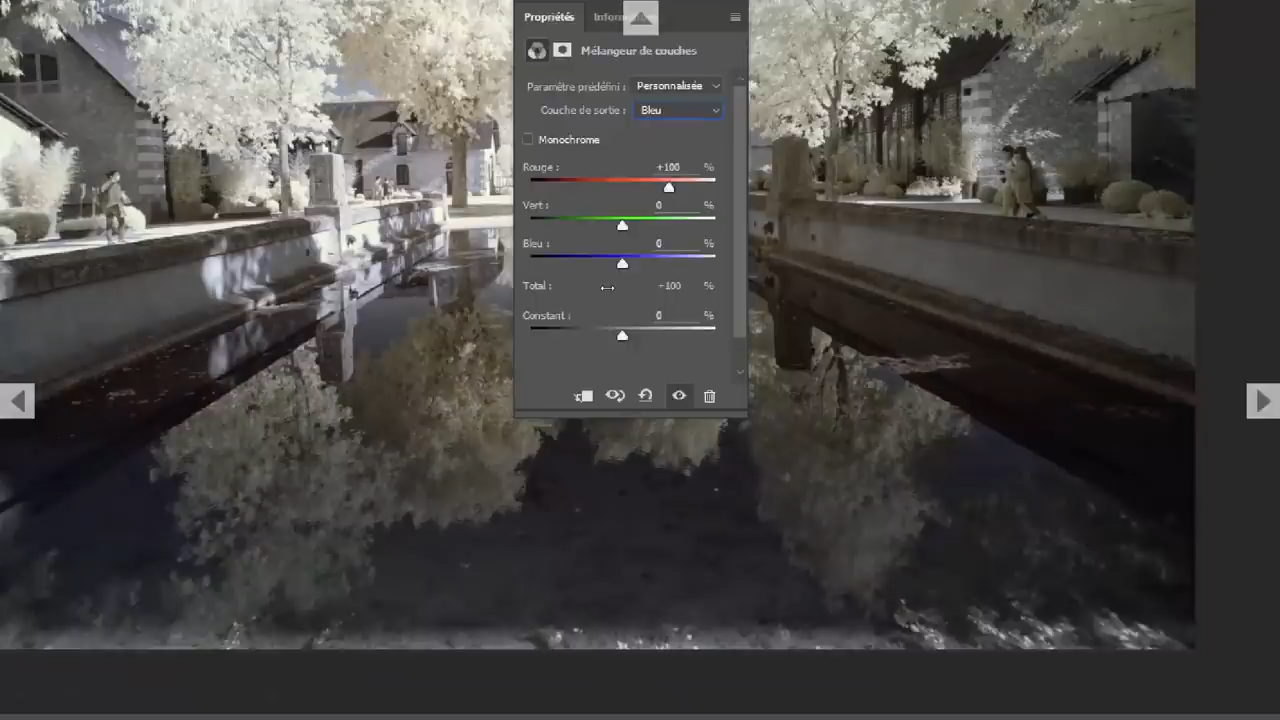 Propriétés
Mélangeur de couches
Paramètre prédéfini : Personnalisée
Couche de sortie : Bleu
Monochrome
Rouge : +100 %
Vert : 0 %
Bleu : 0 %
Total : +100 %
Constant : 0 %